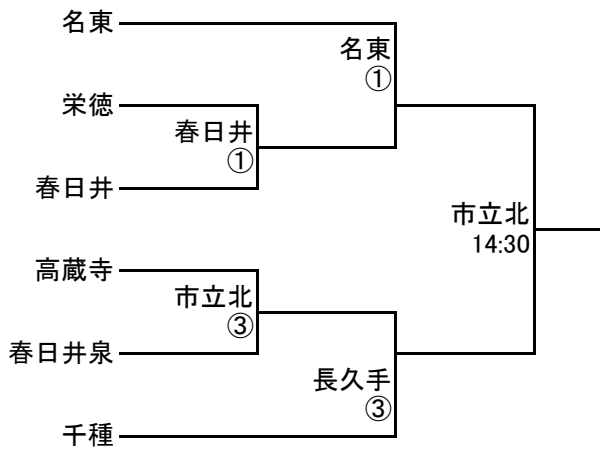 名東
名東
①
栄徳
春日井
①
春日井
市立北
14:30
高蔵寺
市立北
③
春日井泉
長久手
③
千種